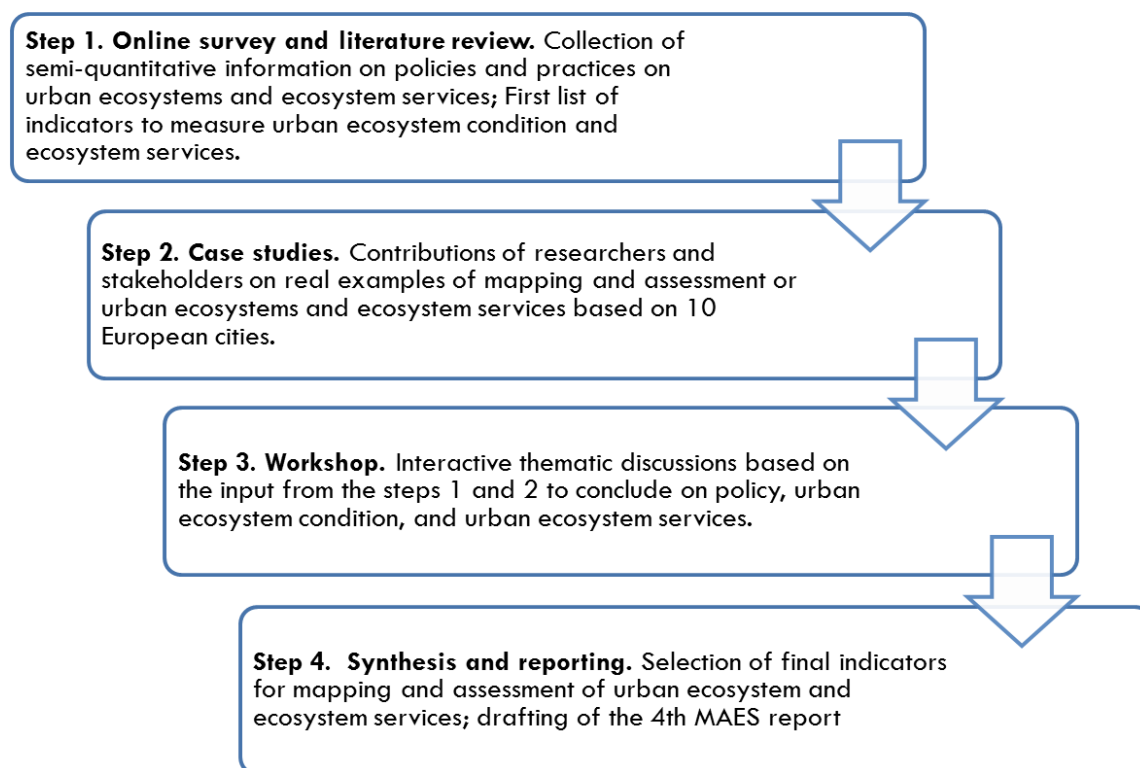 Step 1. Online survey and literature review. Collection of
semi-quantitative information on policies and practices on
urban ecosystems and ecosystem services; First list of
indicators to measure urban ecosystem condition and
ecosystem services.
Step 2. Case studies. Contributions of researchers and
stakeholders on real examples of mapping and assessment or
urban ecosystems and ecosystem services based on 10
European cities.
Step 3. Workshop. Interactive thematic discussions based on
the input from the steps 1 and 2 to conclude on policy, urban
ecosystem condition, and urban ecosystem services.
Step 4.  Synthesis and reporting. Selection of final indicators
for mapping and assessment of urban ecosystem and
ecosystem services; drafting of the 4th MAES report